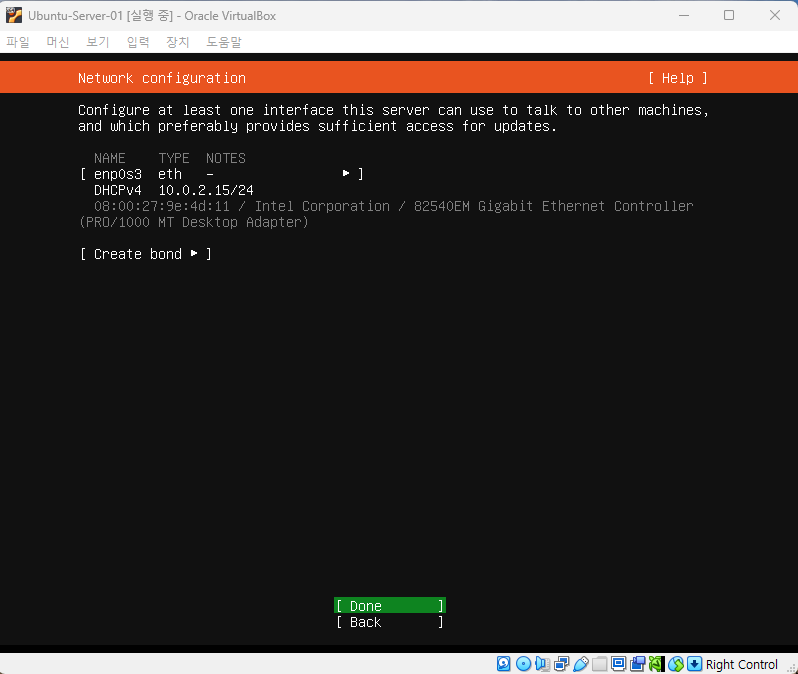 Ubuntu-Server-01 [실행 중] - Oracle VirtualBox
파일 머신 보기 입력 장치 도움말
Network configuration [ Help ]
Configure at least one interface this server can use to talk to other machines,
and which preferably provides sufficient access for updates.
NAME TYPE NOTES
[ enp0s3 eth - ▸ ]
DHCPv4 10.0.2.15/24
08:00:27:9e:4d:11 / Intel Corporation / 82540EM Gigabit Ethernet Controller
(PRO/1000 MT Desktop Adapter)
[ Create bond ▸ ]
[ Done ]
[ Back ]
Right Control